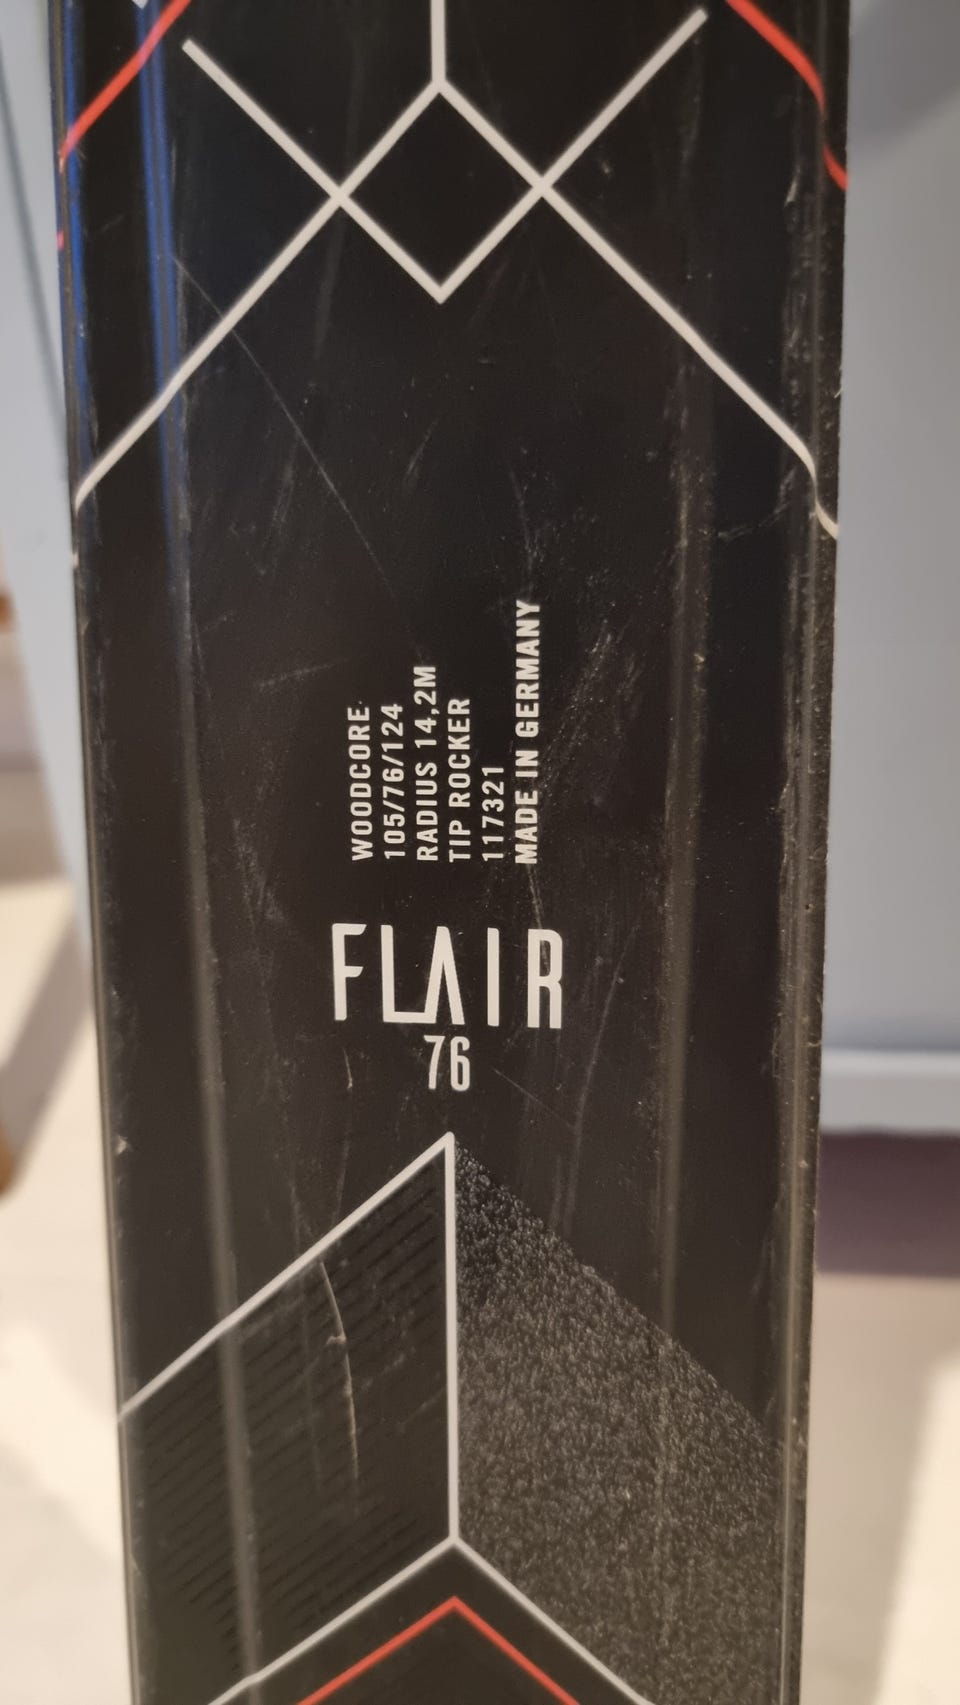 WOODCORE
105/76/124
RADIUS 14,2M
TIP ROCKER
117321
MADE IN GERMANY
FLAIR
76